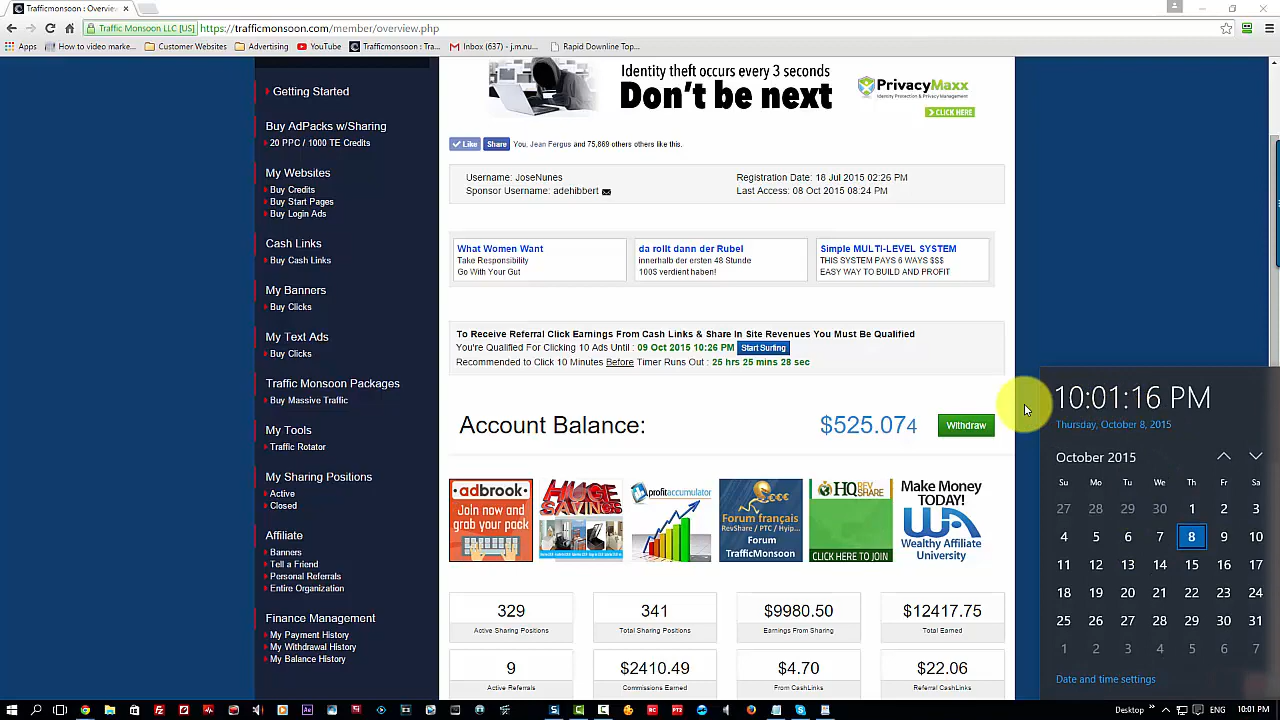 Trafficmonsoon : Overview
Traffic Monsoon LLC [US]
https://trafficmonsoon.com/member/overview.php
Apps
How to video marke...
Customer Websites
Advertising
YouTube
Trafficmonsoon : Tra...
Inbox (637) - j.m.nu...
Rapid Downline Top...
Getting Started
Buy AdPacks w/Sharing
20 PPC / 1000 TE Credits
My Websites
Buy Credits
Buy Start Pages
Buy Login Ads
Cash Links
Buy Cash Links
My Banners
Buy Clicks
My Text Ads
Buy Clicks
Traffic Monsoon Packages
Buy Massive Traffic
My Tools
Traffic Rotator
My Sharing Positions
Active
Closed
Affiliate
Banners
Tell a Friend
Personal Referrals
Entire Organization
Finance Management
My Payment History
My Withdrawal History
My Balance History
Identity theft occurs every 3 seconds
Don't be next
PrivacyMaxx
Identity Protection & Privacy Management
CLICK HERE
Like
Share
You, Jean Fergus and 75,869 others others like this.
Username: JoseNunes
Registration Date: 18 Jul 2015 02:26 PM
Sponsor Username: adehibbert
Last Access: 08 Oct 2015 08:24 PM
What Women Want
Take Responsibility
Go With Your Gut
da rollt dann der Rubel
innerhalb der ersten 48 Stunde
100$ verdient haben!
Simple MULTI-LEVEL SYSTEM
THIS SYSTEM PAYS 6 WAYS $$$
EASY WAY TO BUILD AND PROFIT
To Receive Referral Click Earnings From Cash Links & Share In Site Revenues You Must Be Qualified
You're Qualified For Clicking 10 Ads Until : 09 Oct 2015 10:26 PM Start Surfing
Recommended to Click 10 Minutes Before Timer Runs Out : 25 hrs 25 mins 28 sec
Account Balance: $525.074 Withdraw
adbrook
Join now and
grab your pack
HUGE
SAVINGS
profitaccumulator
Forum français
RevShare / PTC / Hyip...
Forum
TrafficMonsoon
HQ REV SHARE
CLICK HERE TO JOIN
Make Money
TODAY!
WA
Wealthy Affiliate
University
329
Active Sharing Positions
341
Total Sharing Positions
$9980.50
Earnings From Sharing
$12417.75
Total Earned
9
Active Referrals
$2410.49
Commissions Earned
$4.70
From CashLinks
$22.06
Referral CashLinks
10:01:16 PM
Thursday, October 8, 2015
October 2015
Su Mo Tu We Th Fr Sa
27 28 29 30 1 2 3
4 5 6 7 8 9 10
11 12 13 14 15 16 17
18 19 20 21 22 23 24
25 26 27 28 29 30 31
1 2 3 4 5 6 7
Date and time settings
Desktop
ENG
10:01 PM